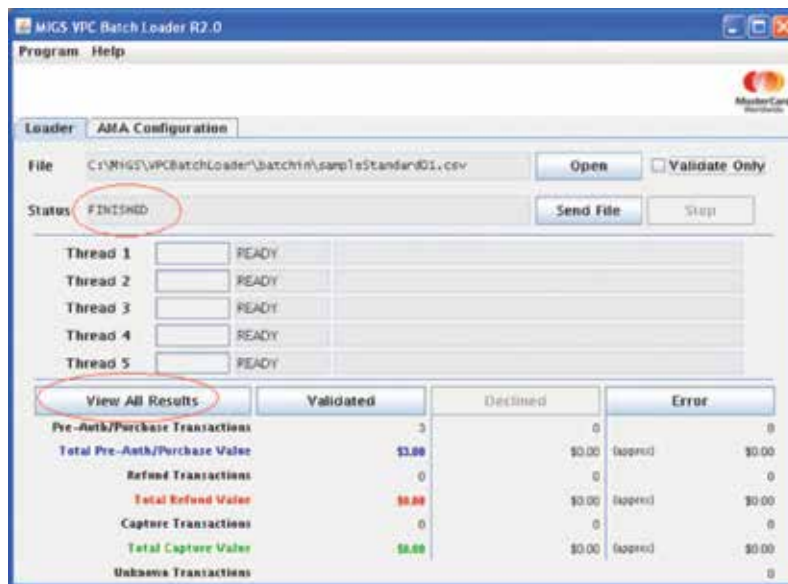 MiGS VPC Batch Loader R2.0
Program Help
MasterCard
Worldwide
Loader AMA Configuration
File C:\MiGS\VPCBatchLoader\batchin\sampleStandard01.csv Open Validate Only
Status FINISHED Send File Stop
Thread 1 READY
Thread 2 READY
Thread 3 READY
Thread 4 READY
Thread 5 READY
View All Results Validated Declined Error
Pre-Auth/Purchase Transactions 3 0 0
Total Pre-Auth/Purchase Value $3.00 $0.00 (approx) $0.00
Refund Transactions 0 0 0
Total Refund Value $0.00 $0.00 (approx) $0.00
Capture Transactions 0 0 0
Total Capture Value $0.00 $0.00 (approx) $0.00
Unknown Transactions 0